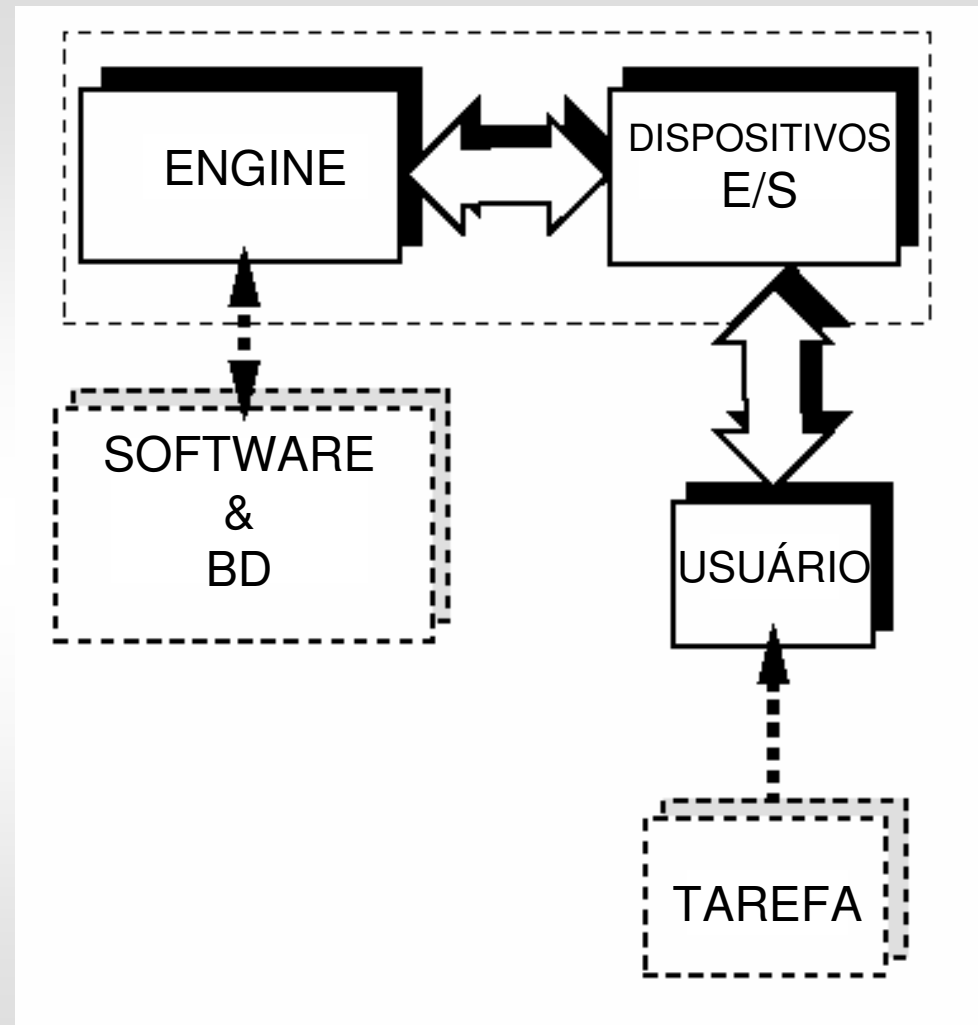 ENGINE
DISPOSITIVOS
E/S
SOFTWARE
&
BD
USUÁRIO
TAREFA